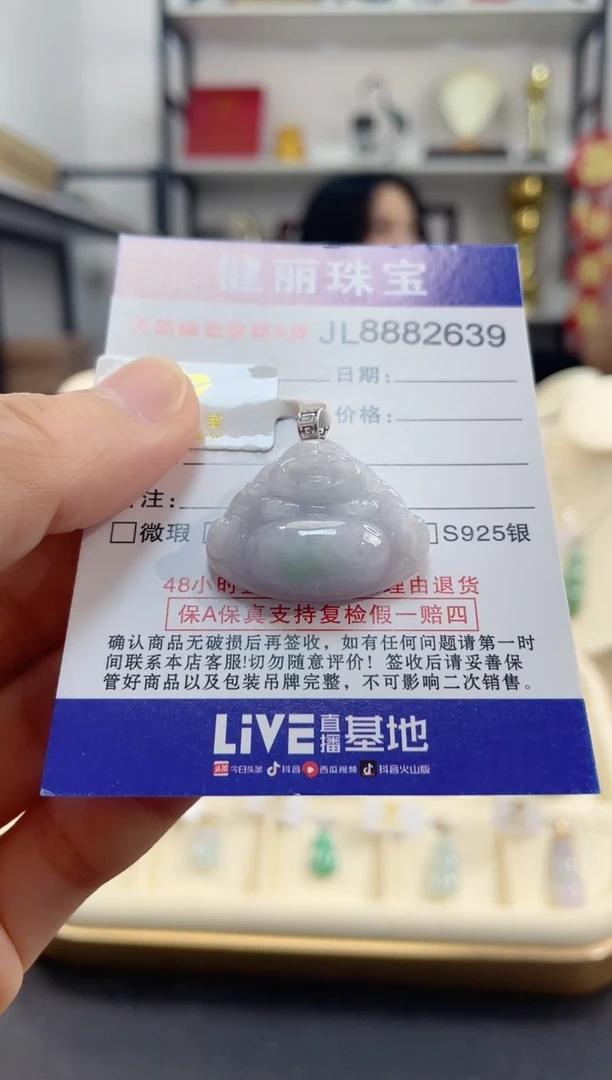 健丽珠宝
JL8882639
日期:
宝
价格:
注:
微瑕
S925银
48小时 理由退货
保A保真支持复检假一赔四
确认商品无破损后再签收，如有任何问题请第一时
间联系本店客服!切勿随意评价！签收后请妥善保
管好商品以及包装吊牌完整，不可影响二次销售。
LiVE直播基地
头条 今日头条 抖音 西瓜视频 抖音火山版